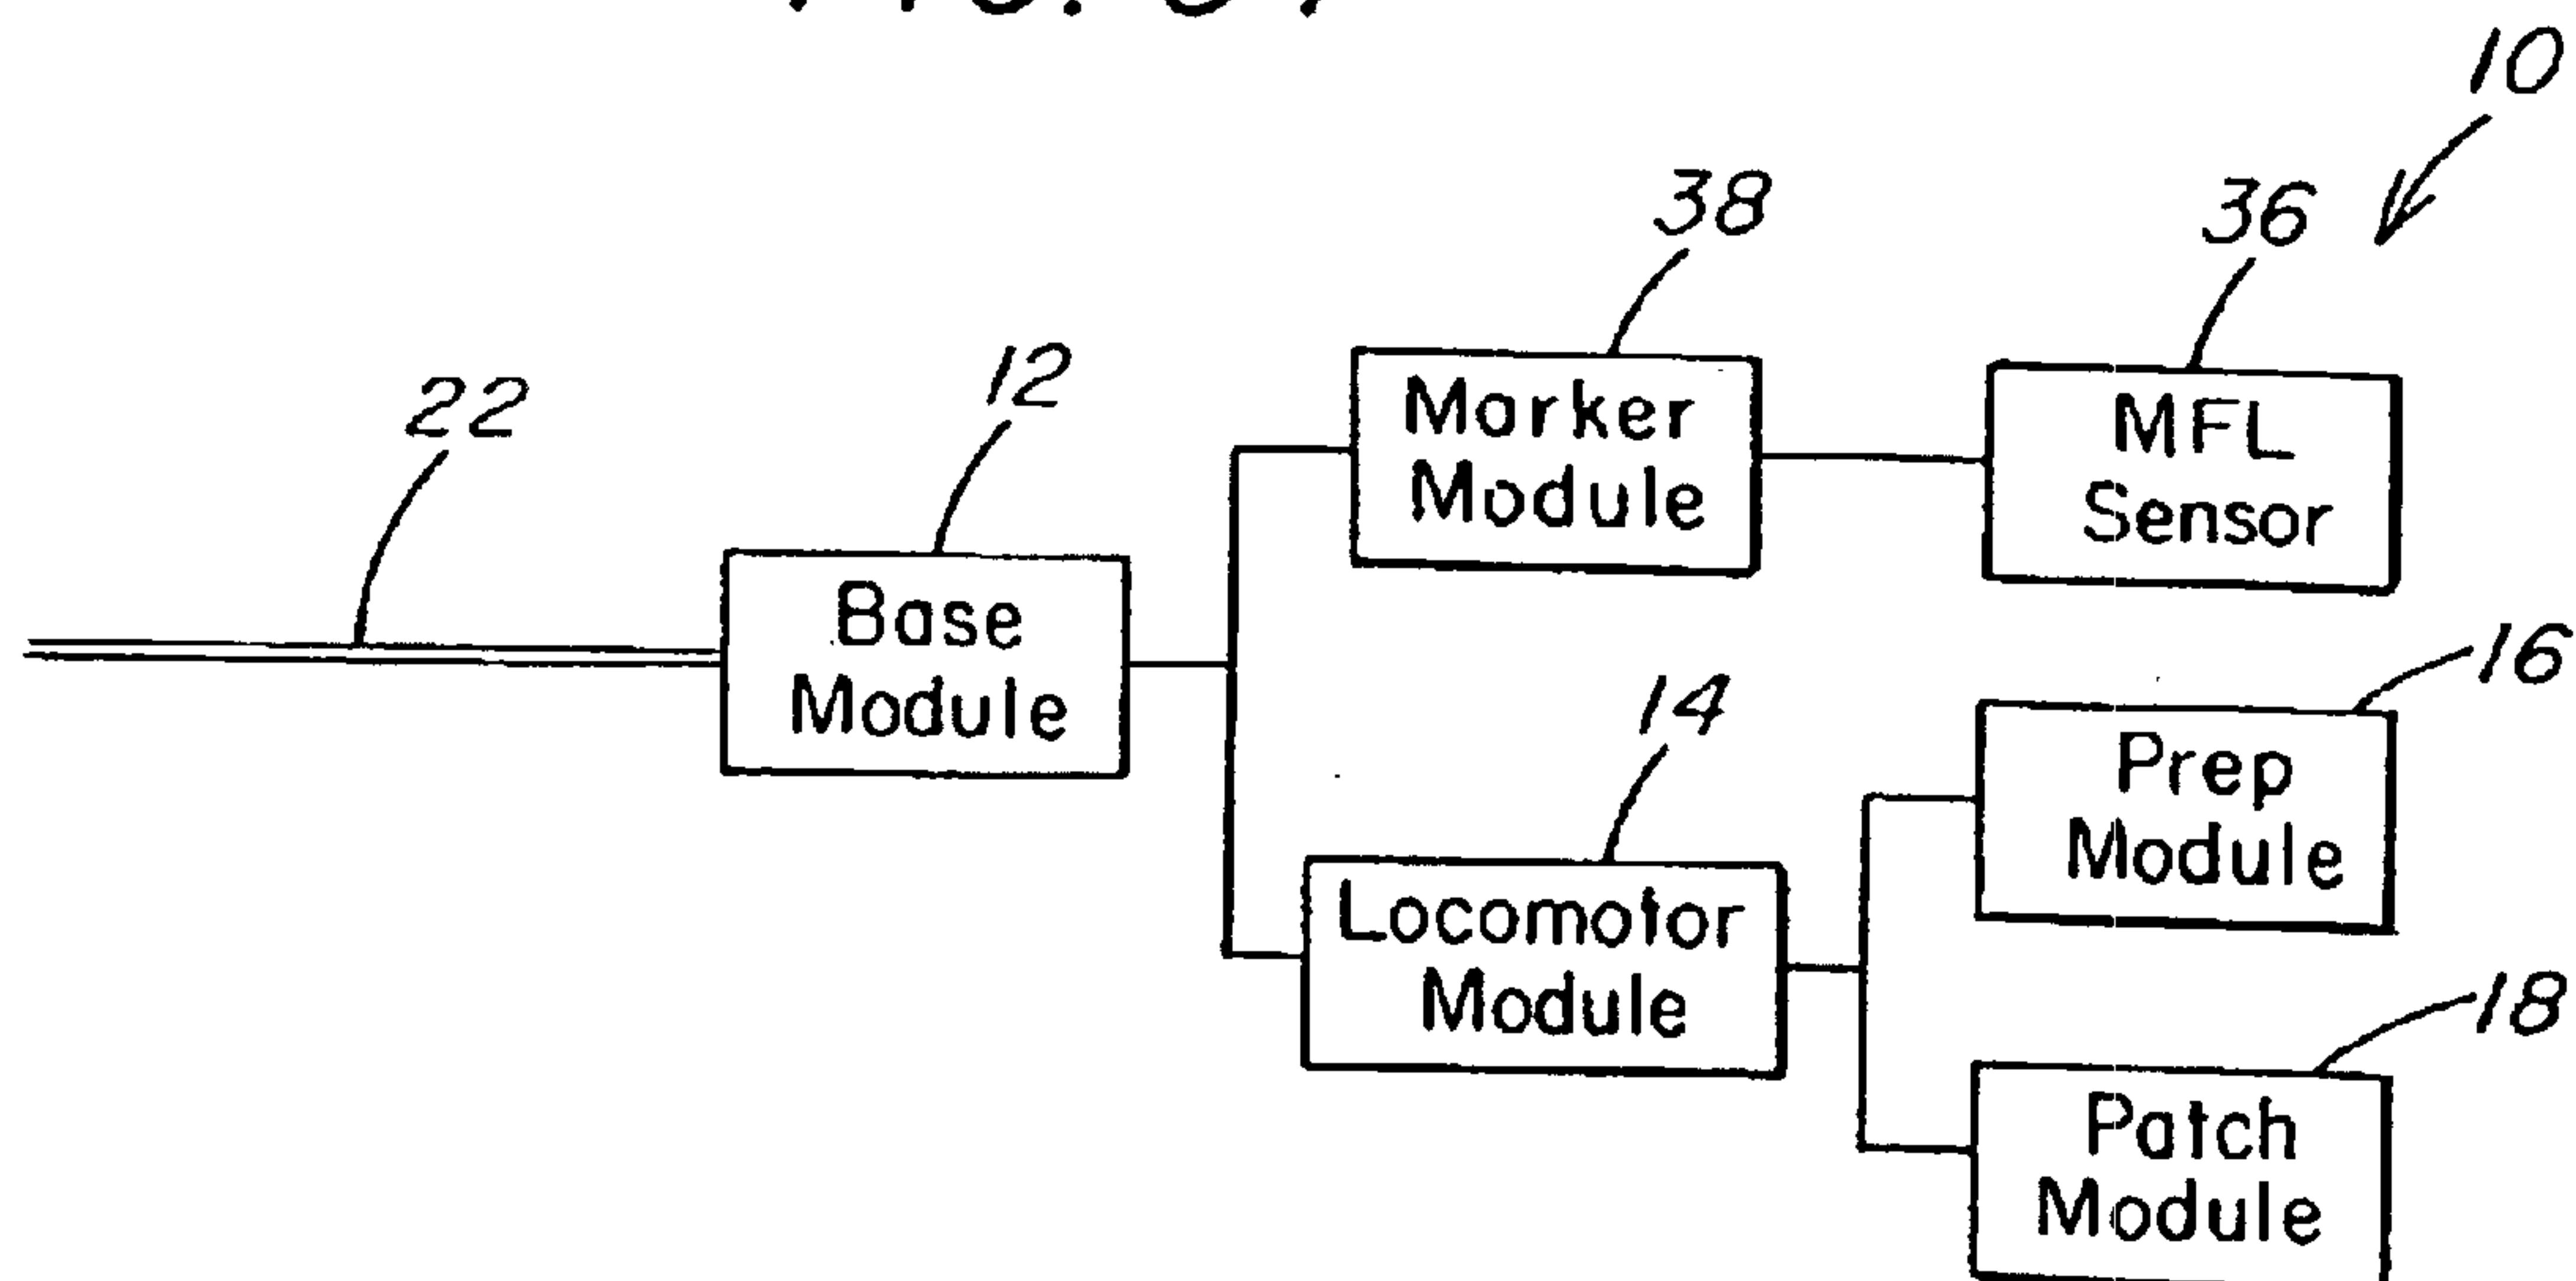 10
38
36
12
22
Marker
Module
MFL
Sensor
Base
Module
16
14
Prep
Module
Locomotor
Module
18
Patch
Module